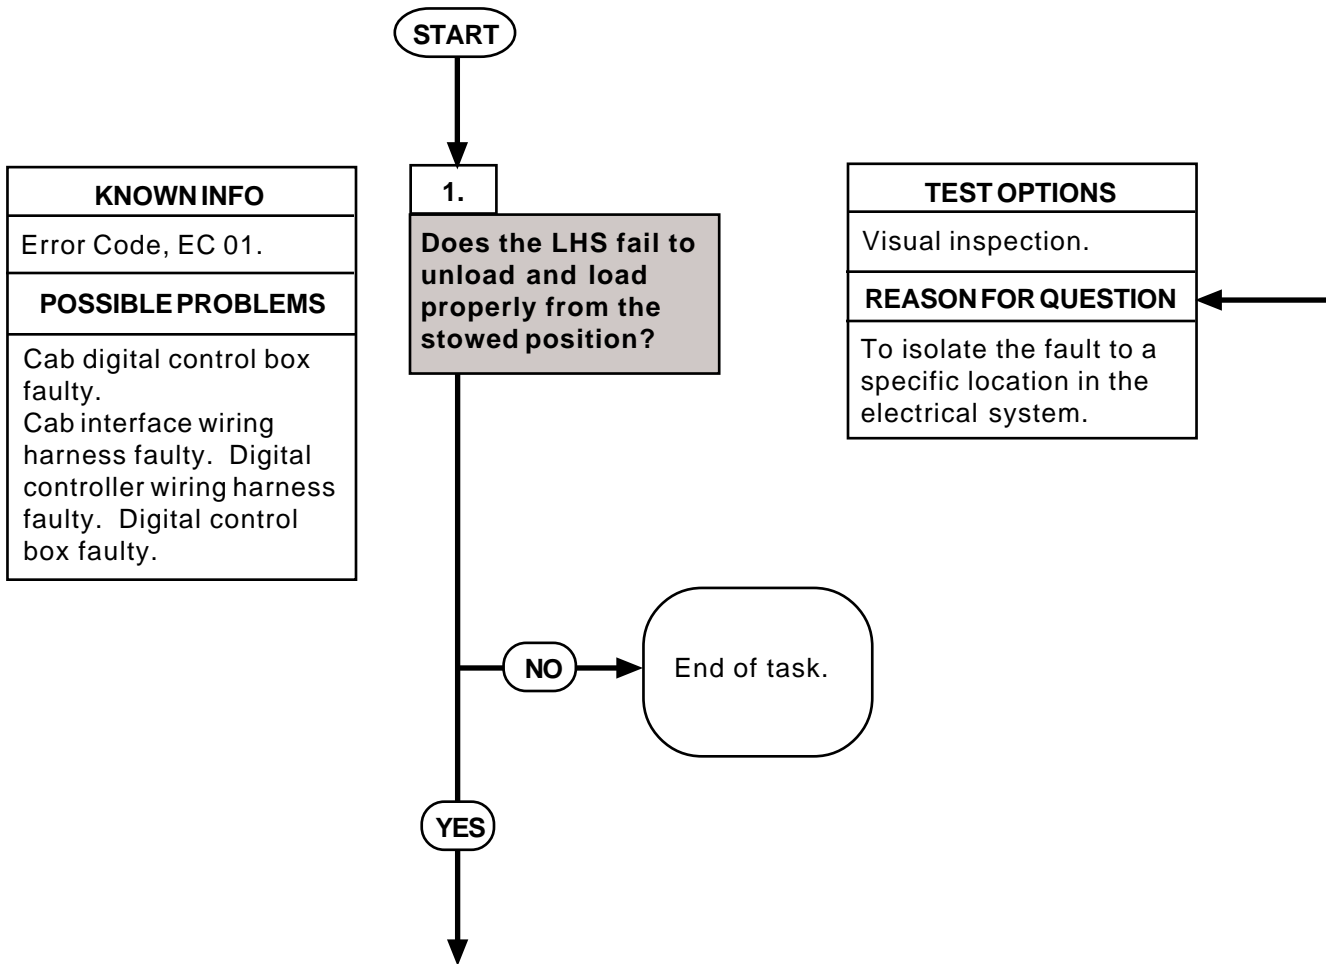 START
KNOWN INFO
Error Code, EC 01.
POSSIBLE PROBLEMS
Cab digital control box
faulty.
Cab interface wiring
harness faulty. Digital
controller wiring harness
faulty. Digital control
box faulty.
1.
Does the LHS fail to
unload and load
properly from the
stowed position?
TEST OPTIONS
Visual inspection.
REASON FOR QUESTION
To isolate the fault to a
specific location in the
electrical system.
NO
End of task.
YES